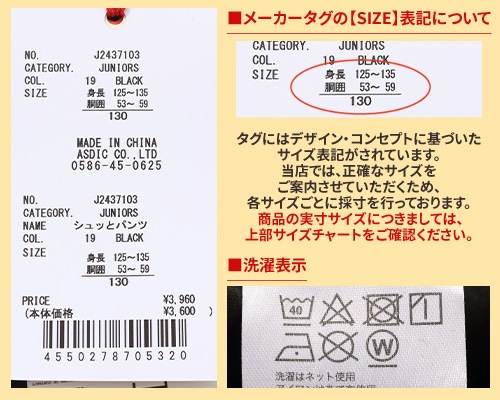 NO. J2437103
CATEGORY. JUNIORS
COL. 19 BLACK
SIZE 身長 125~135
胴囲 53~ 59
130
MADE IN CHINA
ASDIC CO.,LTD
0586-45-0625
NO. J2437103
CATEGORY. JUNIORS
NAME シュッとパンツ
COL. 19 BLACK
SIZE 身長 125~135
胴囲 53~ 59
130
PRICE ¥3,960
(本体価格 ¥3,600 )
4550278705320
■メーカータグの【SIZE】表記について
CATEGORY. JUNIORS
COL. 19 BLACK
SIZE 身長 125~135
胴囲 53~ 59
130
タグにはデザイン・コンセプトに基づいた
サイズ表記がされています。
当店では、正確なサイズを
ご案内させていただくため、
各サイズごとに採寸を行っております。
商品の実寸サイズにつきましては、
上部サイズチャートをご確認ください。
■洗濯表示
40
W
洗濯はネット使用